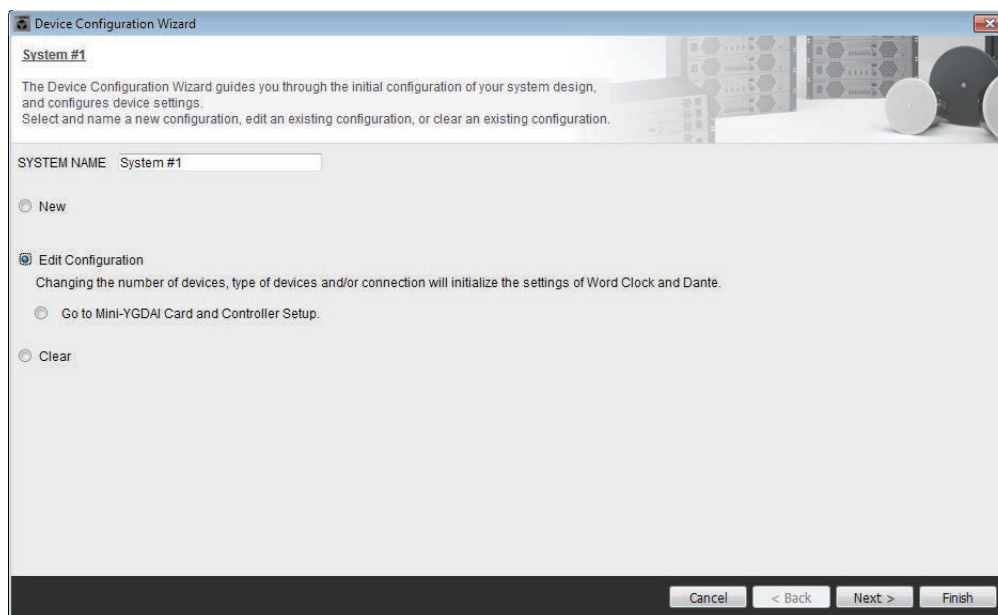 Device Configuration Wizard
System #1
The Device Configuration Wizard guides you through the initial configuration of your system design,
and configures device settings.
Select and name a new configuration, edit an existing configuration, or clear an existing configuration.
SYSTEM NAME System #1
New
Edit Configuration
Changing the number of devices, type of devices and/or connection will initialize the settings of Word Clock and Dante.
Go to Mini-YGDAI Card and Controller Setup.
Clear
Cancel < Back Next > Finish